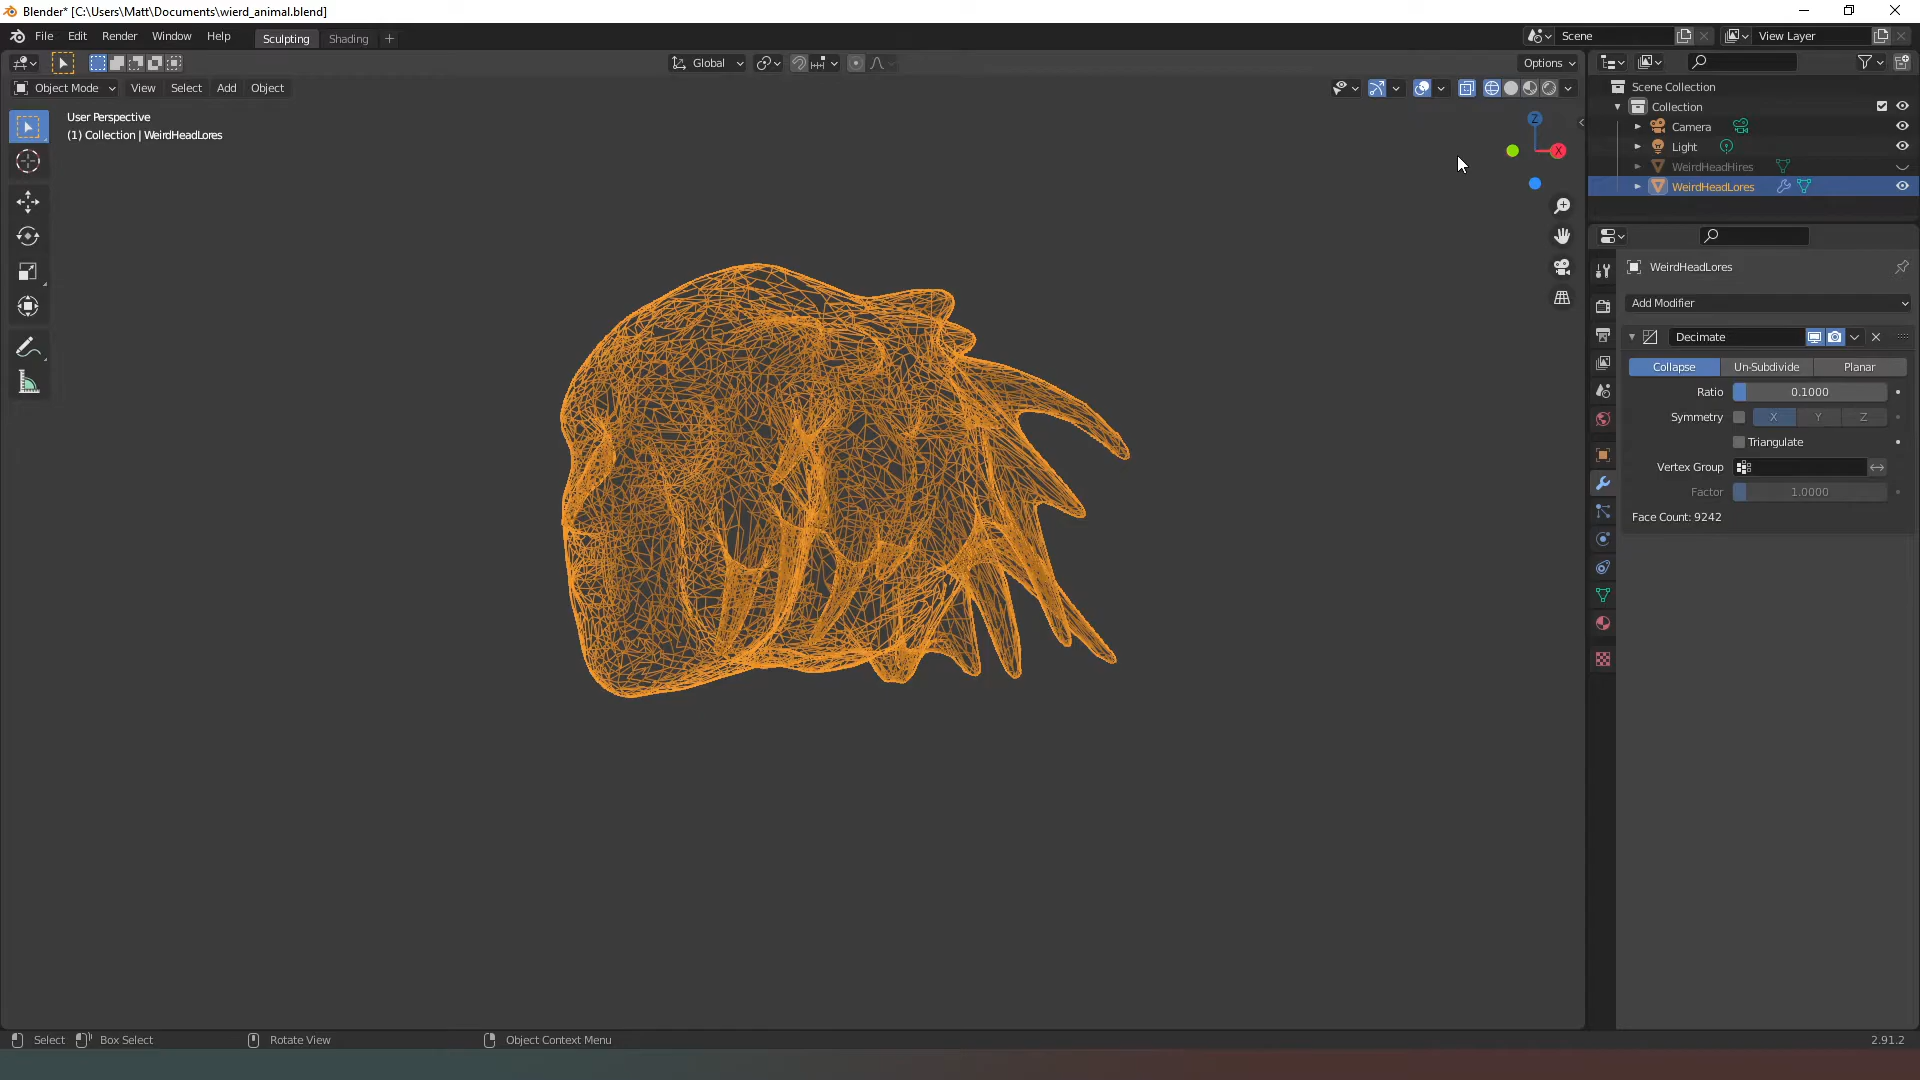 Blender* [C:\Users\Matt\Documents\wierd_animal.blend]
File Edit Render Window Help Sculpting Shading + Scene View Layer
Global Options
Object Mode View Select Add Object
User Perspective
(1) Collection | WeirdHeadLores
Z
X
Scene Collection
Collection
Camera
Light
WeirdHeadHires
WeirdHeadLores
WeirdHeadLores
Add Modifier
Decimate
Collapse Un-Subdivide Planar
Ratio 0.1000
Symmetry X Y Z
Triangulate
Vertex Group
Factor 1.0000
Face Count: 9242
Select Box Select Rotate View Object Context Menu 2.91.2